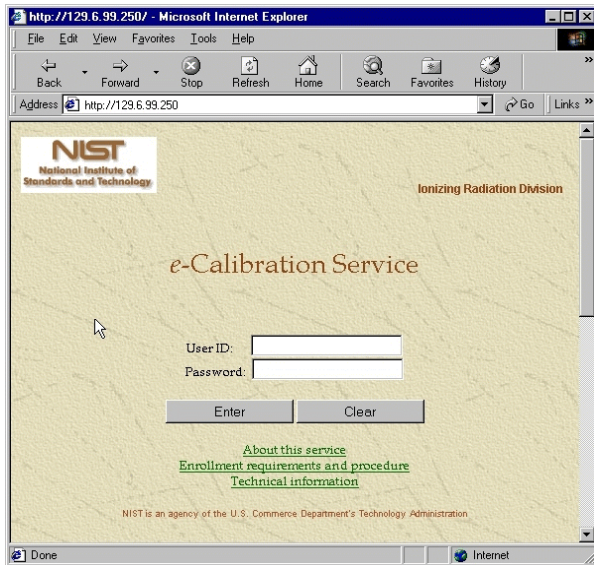 http://129.6.99.250/ - Microsoft Internet Explorer
File Edit View Favorites Tools Help
Back Forward Stop Refresh Home Search Favorites History »
Address http://129.6.99.250 Go Links »
NIST
National Institute of
Standards and Technology
Ionizing Radiation Division
e-Calibration Service
User ID:
Password:
Enter Clear
About this service
Enrollment requirements and procedure
Technical information
NIST is an agency of the U.S. Commerce Department's Technology Administration
Done Internet